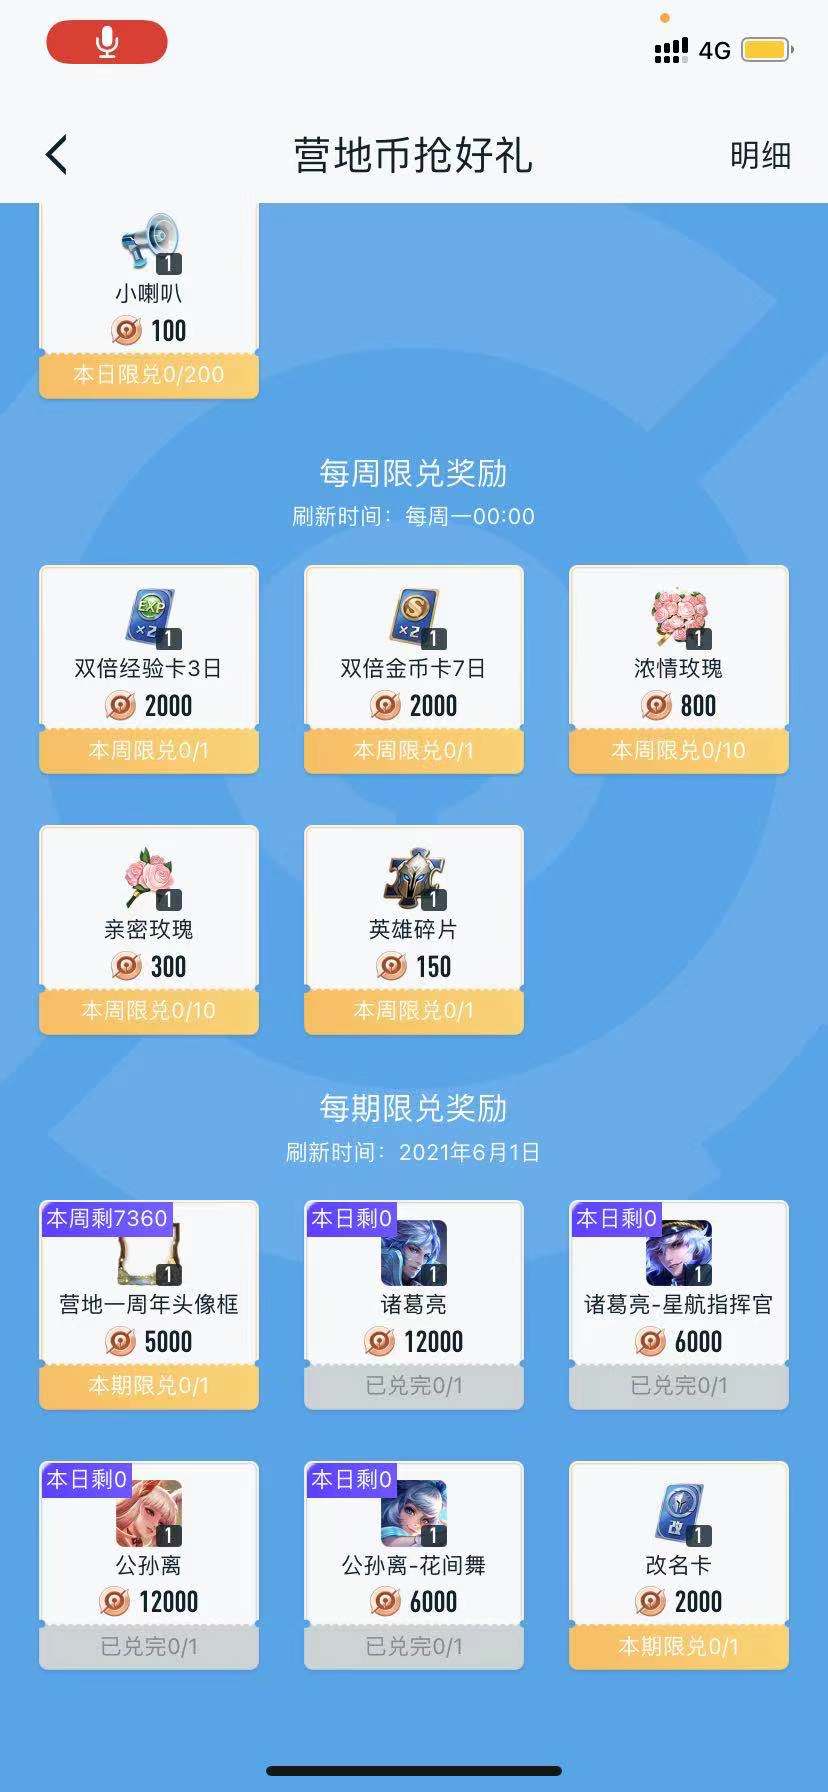 4G
营地币抢好礼
明细
1
小喇叭
100
本日限兑0/200
每周限兑奖励
刷新时间：每周一00:00
EXP
×2
1
双倍经验卡3日
2000
本周限兑0/1
S
×2
1
双倍金币卡7日
2000
本周限兑0/1
1
浓情玫瑰
800
本周限兑0/10
1
亲密玫瑰
300
本周限兑0/10
1
英雄碎片
150
本周限兑0/1
每期限兑奖励
刷新时间：2021年6月1日
本周剩7360
1
营地一周年头像框
5000
本期限兑0/1
本日剩0
1
诸葛亮
12000
已兑完0/1
本日剩0
1
诸葛亮-星航指挥官
6000
已兑完0/1
本日剩0
1
公孙离
12000
已兑完0/1
本日剩0
1
公孙离-花间舞
6000
已兑完0/1
改
1
改名卡
2000
本期限兑0/1